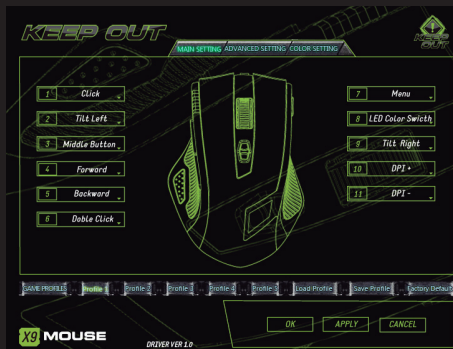 KEEP OUT
MAIN SETTING ADVANCED SETTING COLOR SETTING
KEEP OUT
1 Click
2 Tilt Left
3 Middle Button
4 Forward
5 Backward
6 Doble Click
7 Menu
8 LED Color Swicth
9 Tilt Right
10 DPI +
11 DPI -
GAME PROFILES Profile 1 Profile 2 Profile 3 Profile 4 Profile 5 Load Profile Save Profile Factory Default
OK APPLY CANCEL
X9 MOUSE
DRIVER VER 1.0